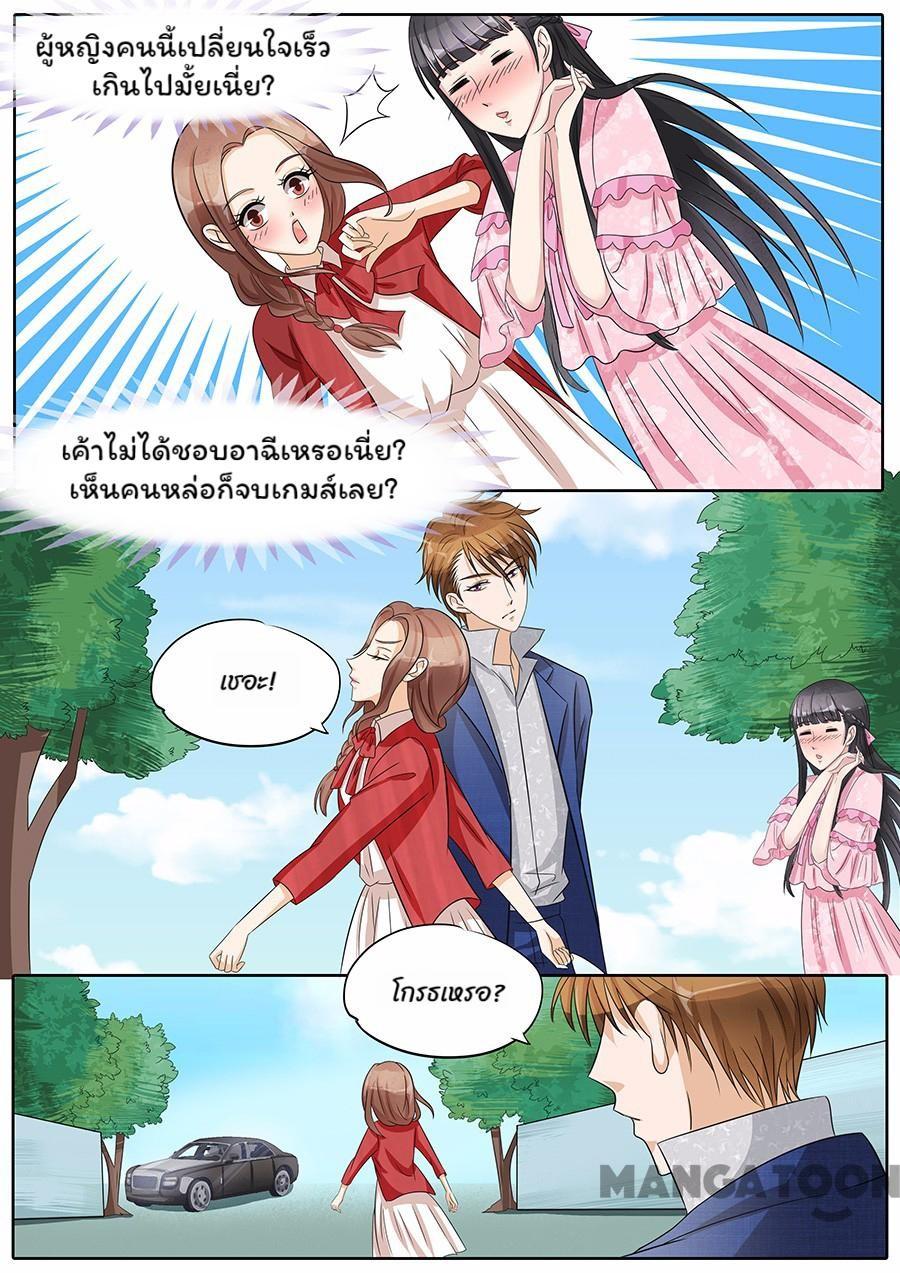 ผู้หญิงคนนี้เปลี่ยนใจเร็ว
เกินไปมั้ยเนี่ย?
เค้าไม่ได้ชอบอาฉีเหรอเนี่ย?
เห็นคนหล่อก็จบเกมส์เลย?
เชอะ!
โกรธเหรอ?
MANGATOON